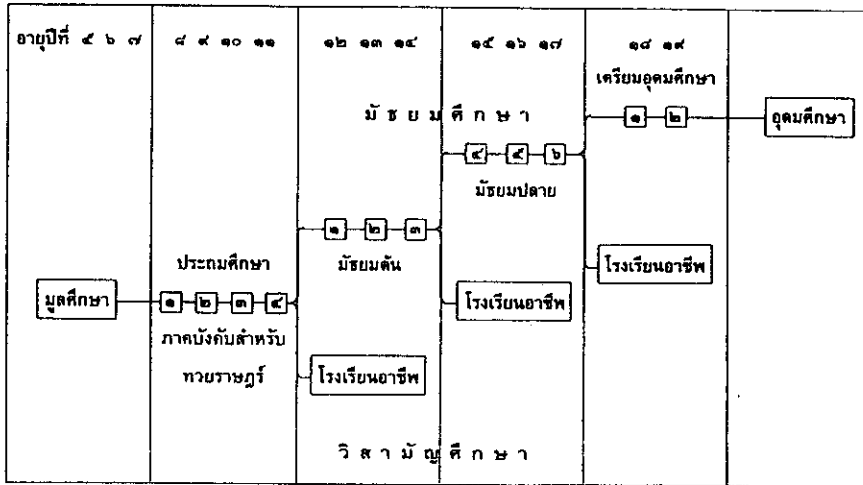 อายุปีที่ ๕ ๖ ๗ ๘ ๙ ๑๐ ๑๑ ๑๒ ๑๓ ๑๔ ๑๕ ๑๖ ๑๗ ๑๘ ๑๙
เตรียมอุดมศึกษา
มัธยมศึกษา ๑ ๒ อุดมศึกษา
๔ ๕ ๖
มัธยมปลาย
๑ ๒ ๓
ประถมศึกษา มัธยมต้น โรงเรียนอาชีพ
มูลศึกษา ๑ ๒ ๓ ๔ โรงเรียนอาชีพ
ภาคบังคับสำหรับ
ทวยราษฎร์ โรงเรียนอาชีพ
วิสามัญศึกษา